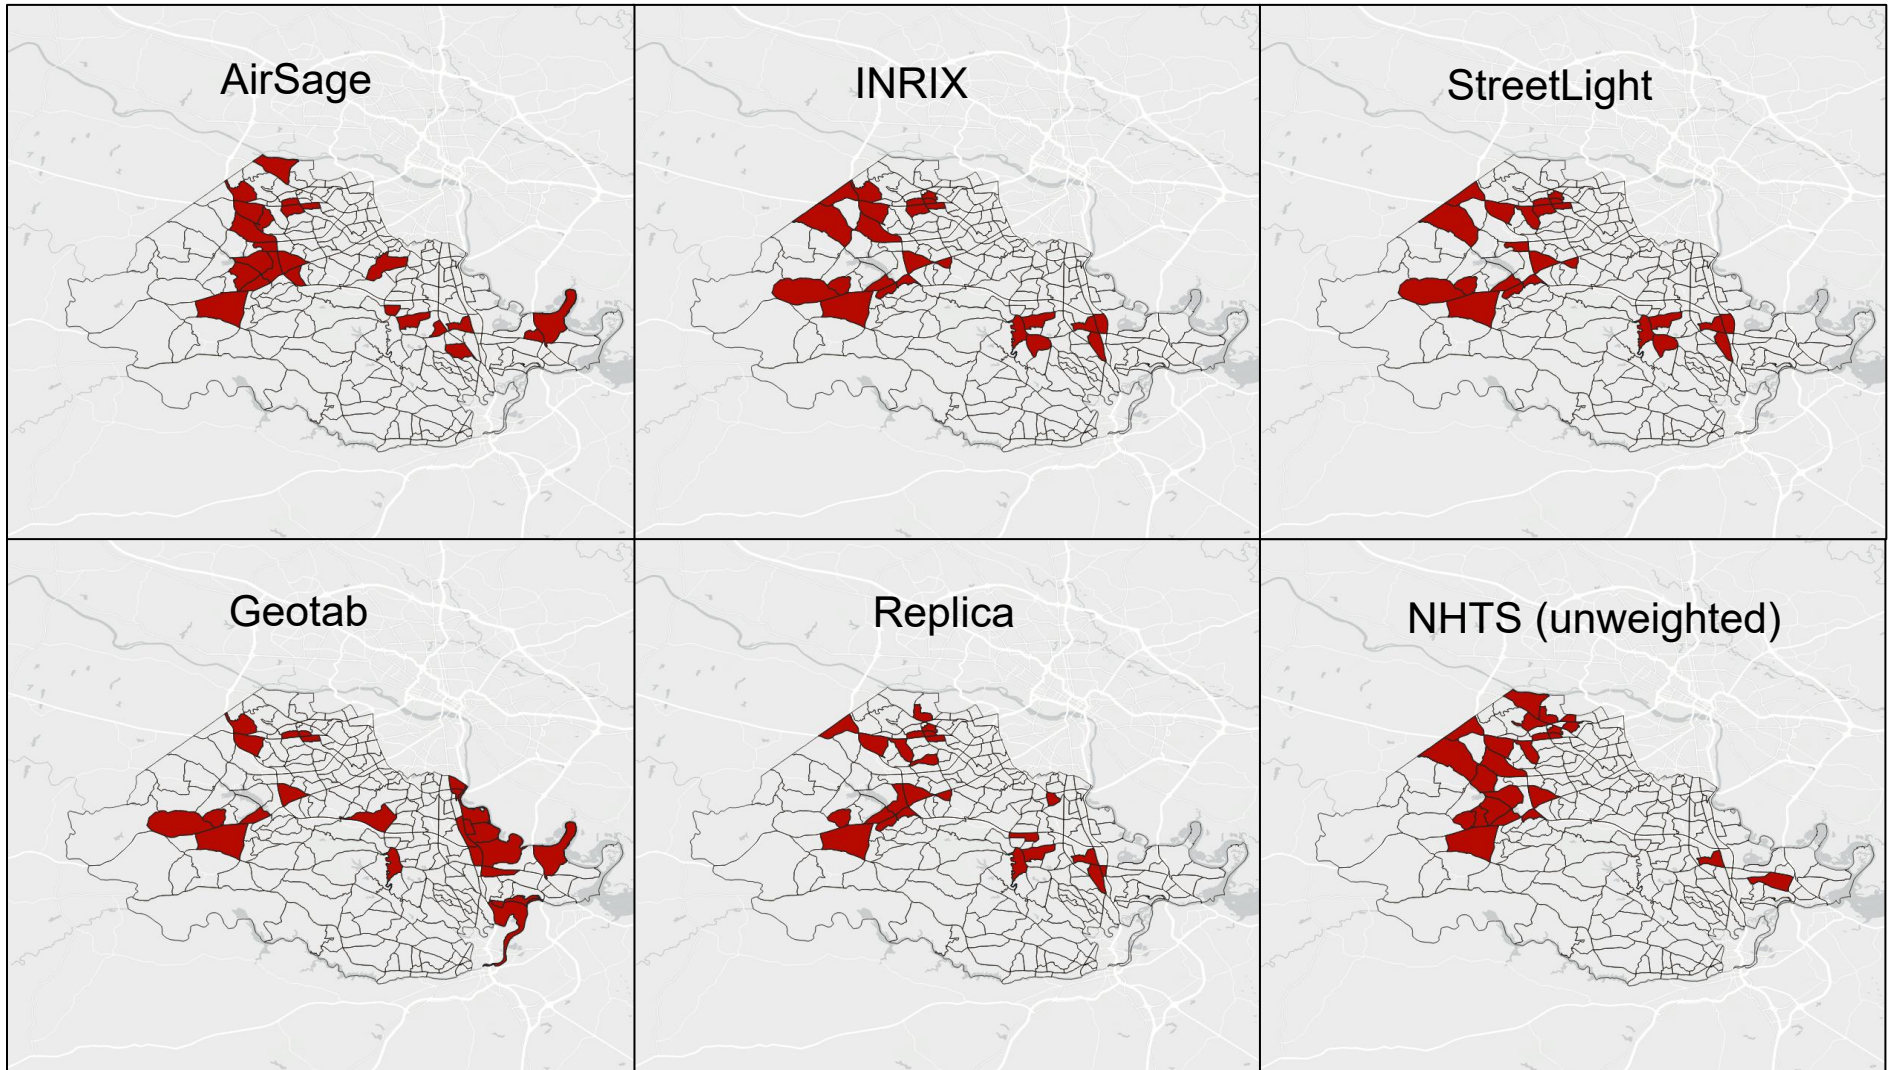 AirSage
INRIX
StreetLight
Geotab
Replica
NHTS (unweighted)